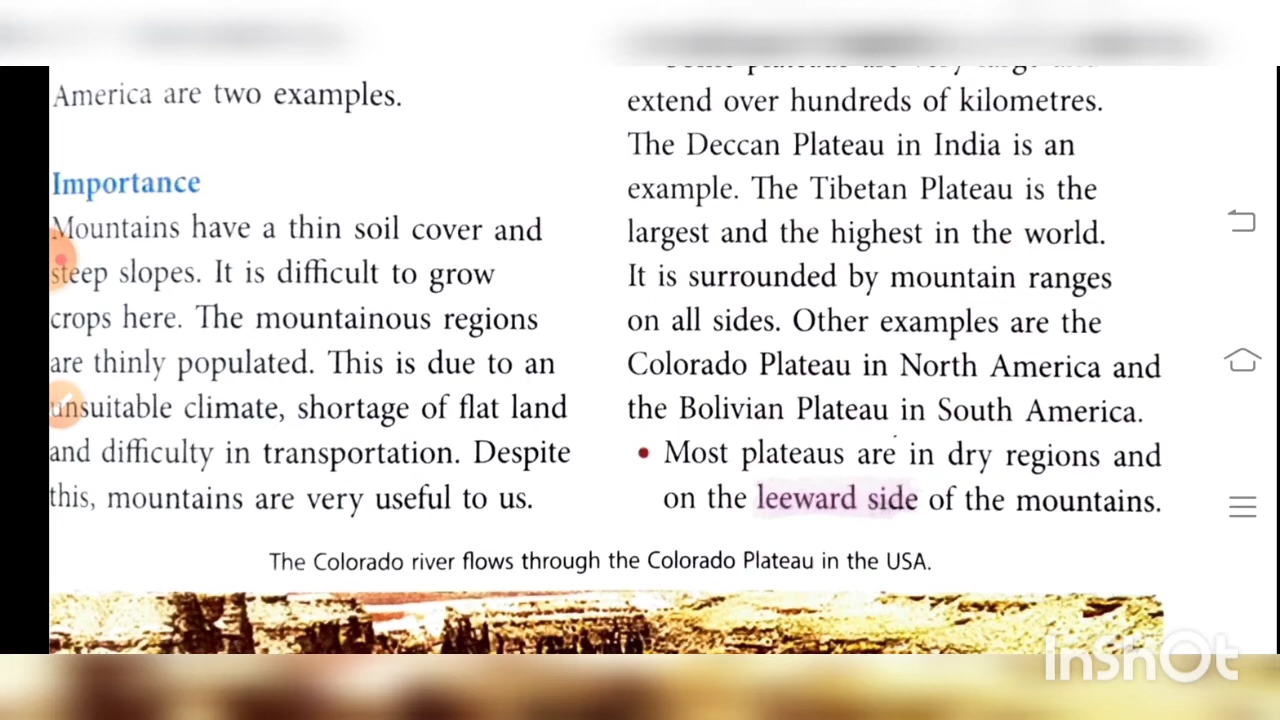 America are two examples.
Importance
Mountains have a thin soil cover and
steep slopes. It is difficult to grow
crops here. The mountainous regions
are thinly populated. This is due to an
unsuitable climate, shortage of flat land
and difficulty in transportation. Despite
this, mountains are very useful to us.
extend over hundreds of kilometres.
The Deccan Plateau in India is an
example. The Tibetan Plateau is the
largest and the highest in the world.
It is surrounded by mountain ranges
on all sides. Other examples are the
Colorado Plateau in North America and
the Bolivian Plateau in South America.
• Most plateaus are in dry regions and
on the leeward side of the mountains.
The Colorado river flows through the Colorado Plateau in the USA.
InShOt